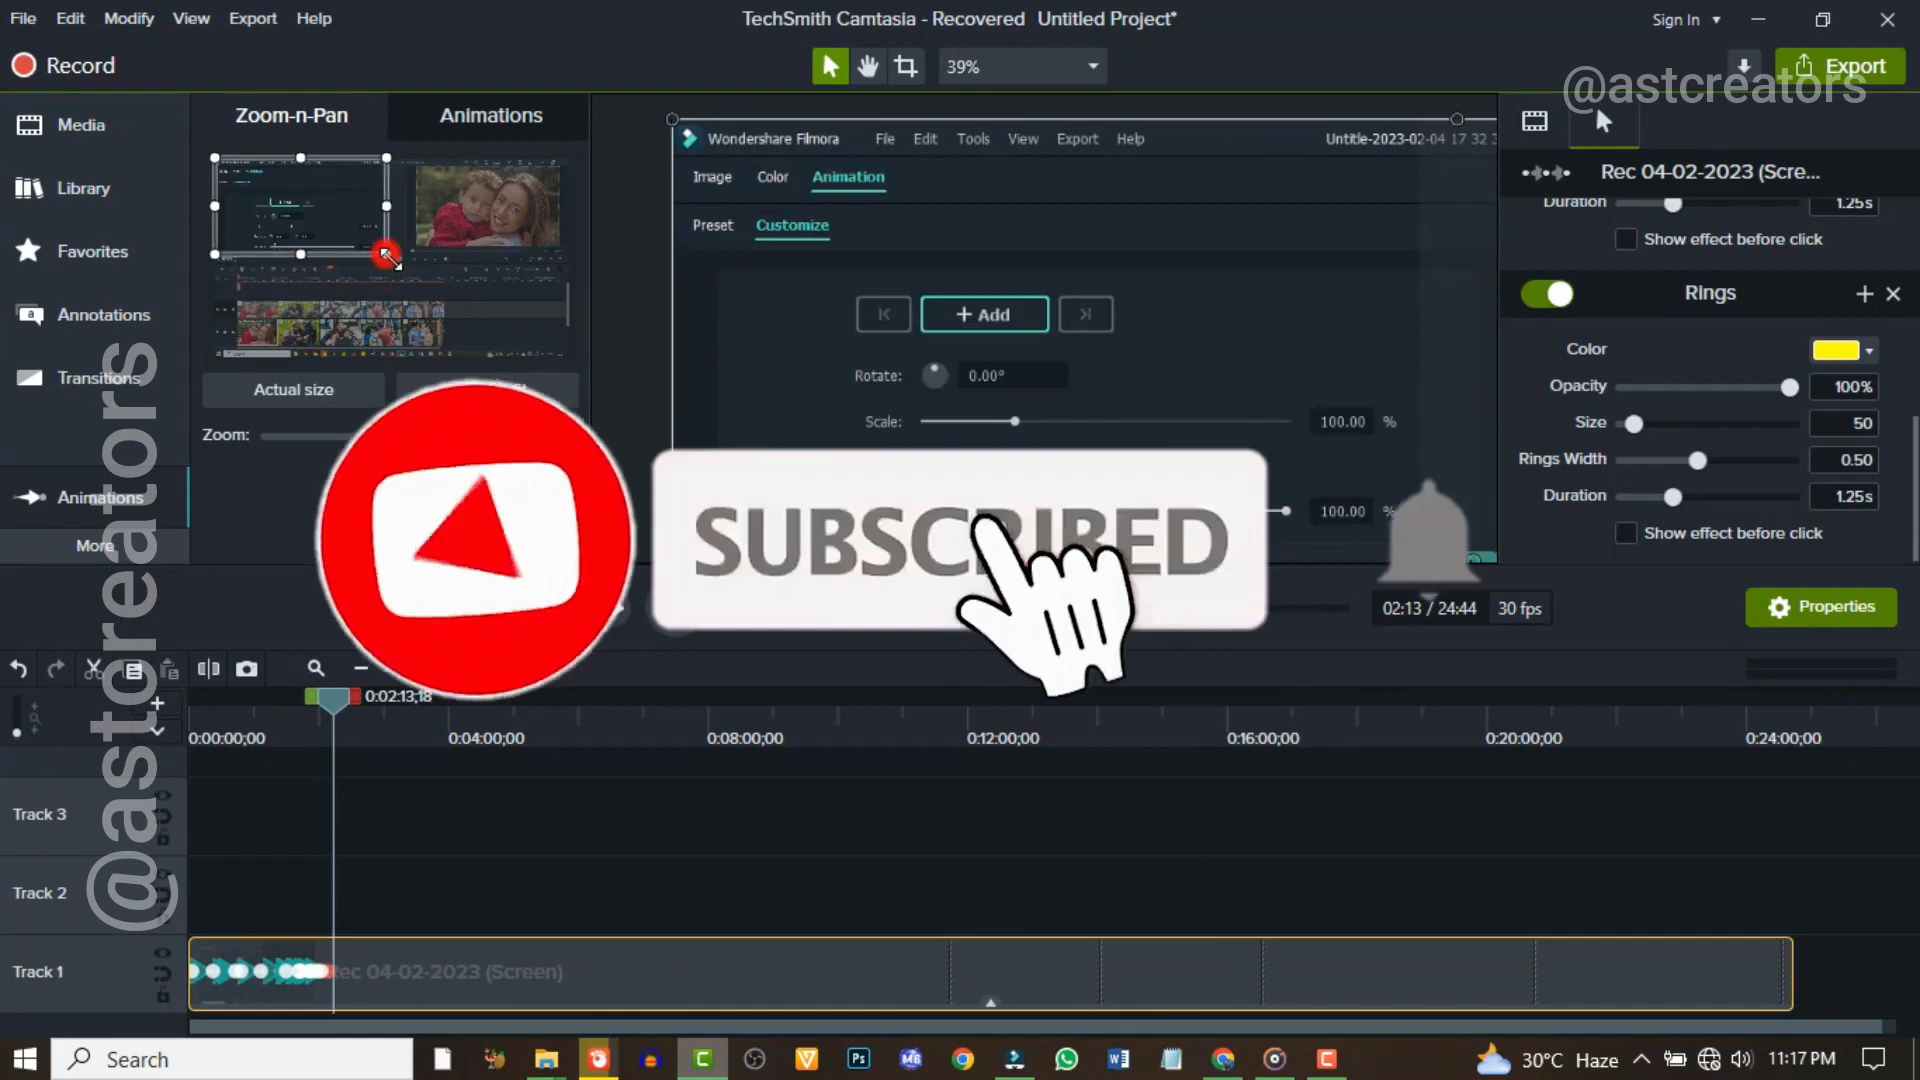 File Edit Modify View Export Help
TechSmith Camtasia - Recovered Untitled Project*
Sign In
Record
39%
Export
@astcreators
Media
Library
Favorites
Annotations
Transitions
Animations
More
Zoom-n-Pan
Animations
Actual size
Zoom:
Wondershare Filmora File Edit Tools View Export Help
Untitle-2023-02-04 17 32 3
Image Color Animation
Preset Customize
+ Add
Rotate: 0.00°
Scale: 100.00 %
100.00 %
SUBSCRIBED
Rec 04-02-2023 (Scre...
Duration 1.25s
Show effect before click
Rings
Color
Opacity 100%
Size 50
Rings Width 0.50
Duration 1.25s
Show effect before click
02:13 / 24:44 30 fps
Properties
@astcreators
0:02:13;18
0:00:00;00 0:04:00;00 0:08:00;00 0:12:00;00 0:16:00;00 0:20:00;00 0:24:00;00
Track 3
Track 2
Track 1
Rec 04-02-2023 (Screen)
Search
30°C Haze
11:17 PM